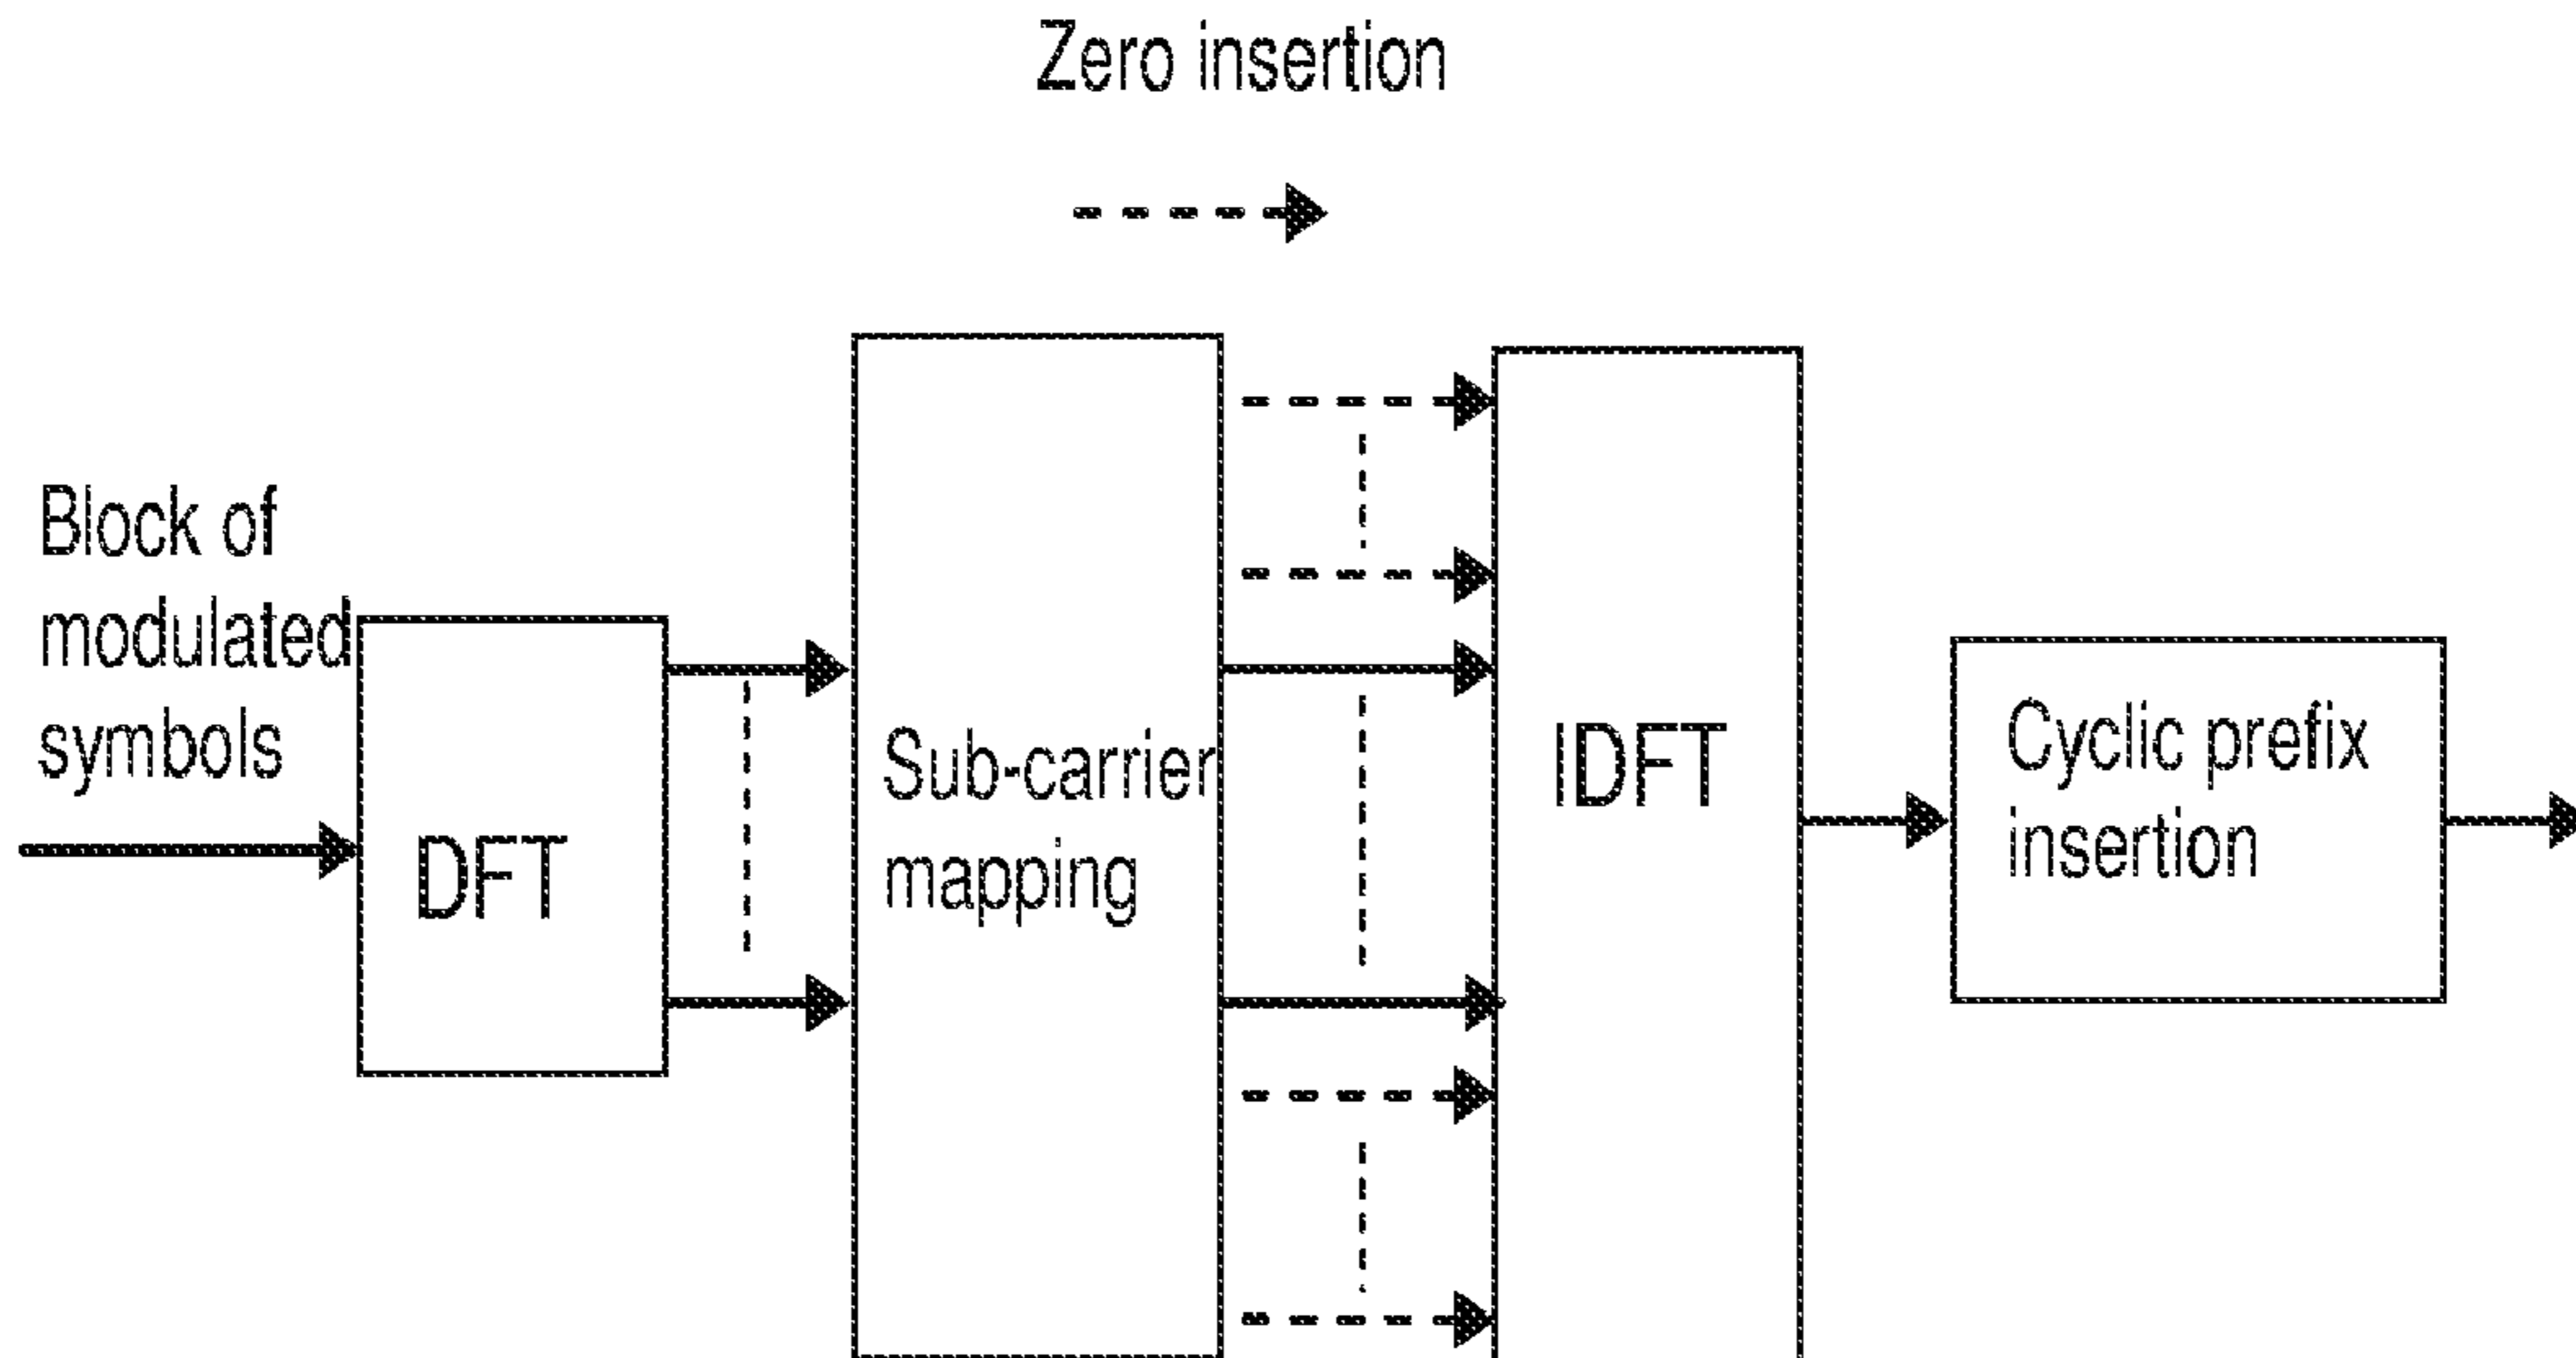 Zero insertion
Block of
modulated
symbols
DFT
Sub-carrier
mapping
IDFT
Cyclic prefix
insertion